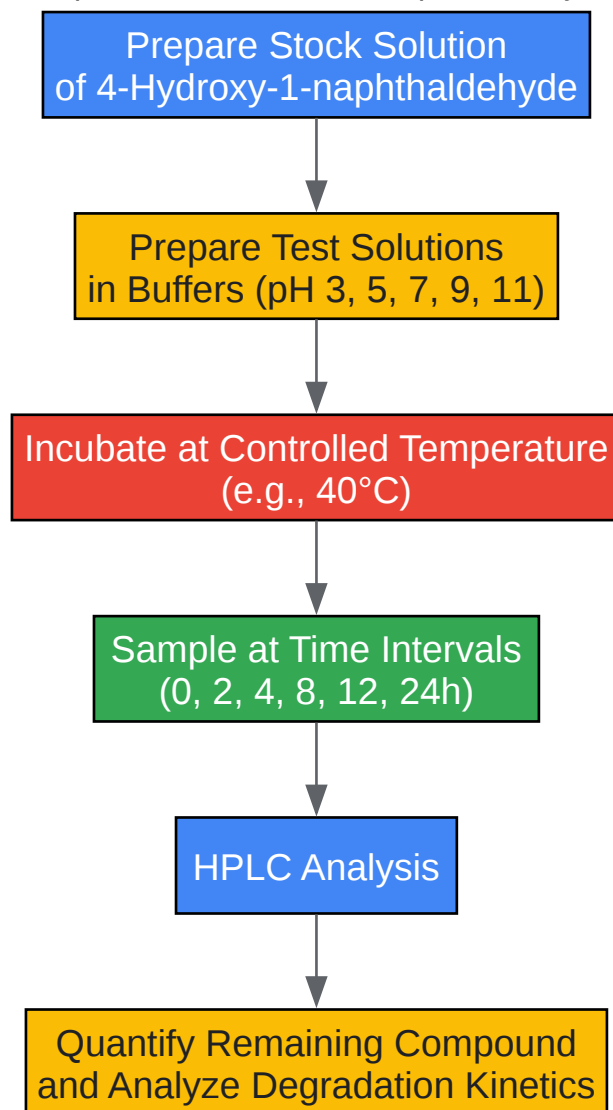 Prepare Stock Solution
of 4-Hydroxy-1-naphthaldehyde
Prepare Test Solutions
in Buffers (pH 3, 5, 7, 9, 11)
Incubate at Controlled Temperature
(e.g., 40°C)
Sample at Time Intervals
(0, 2, 4, 8, 12, 24h)
HPLC Analysis
Quantify Remaining Compound
and Analyze Degradation Kinetics